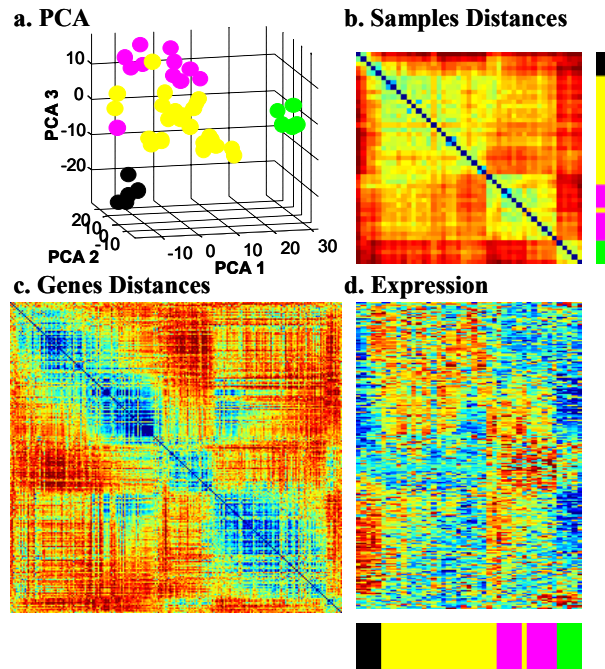 a. PCA
b. Samples Distances
10
0
-10
-20
PCA 3
20
10
0
-10
PCA 2
-10
0
10
20
30
PCA 1
c. Genes Distances
d. Expression